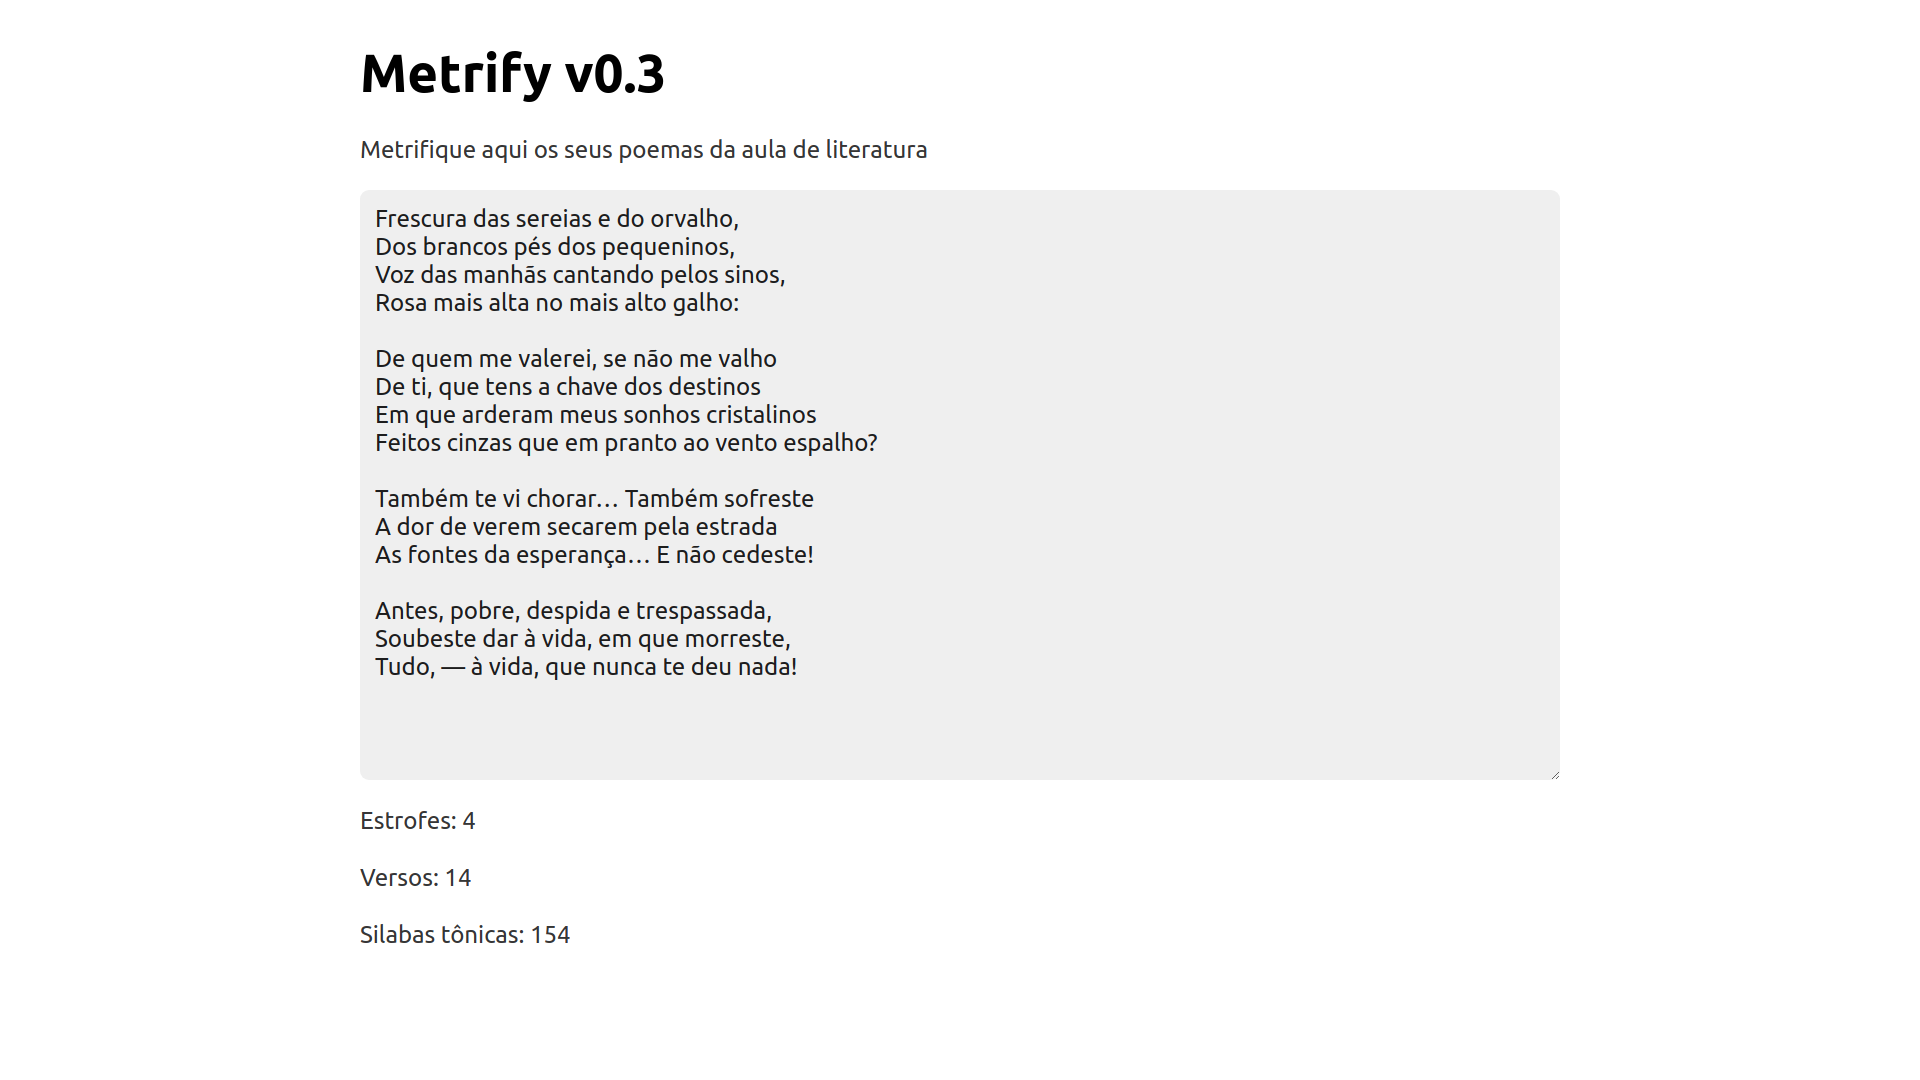 Metrify v0.3
Metrifique aqui os seus poemas da aula de literatura
Frescura das sereias e do orvalho,
Dos brancos pés dos pequeninos,
Voz das manhãs cantando pelos sinos,
Rosa mais alta no mais alto galho:
De quem me valerei, se não me valho
De ti, que tens a chave dos destinos
Em que arderam meus sonhos cristalinos
Feitos cinzas que em pranto ao vento espalho?
Também te vi chorar… Também sofreste
A dor de verem secarem pela estrada
As fontes da esperança… E não cedeste!
Antes, pobre, despida e trespassada,
Soubeste dar à vida, em que morreste,
Tudo, — à vida, que nunca te deu nada!
Estrofes: 4
Versos: 14
Silabas tônicas: 154